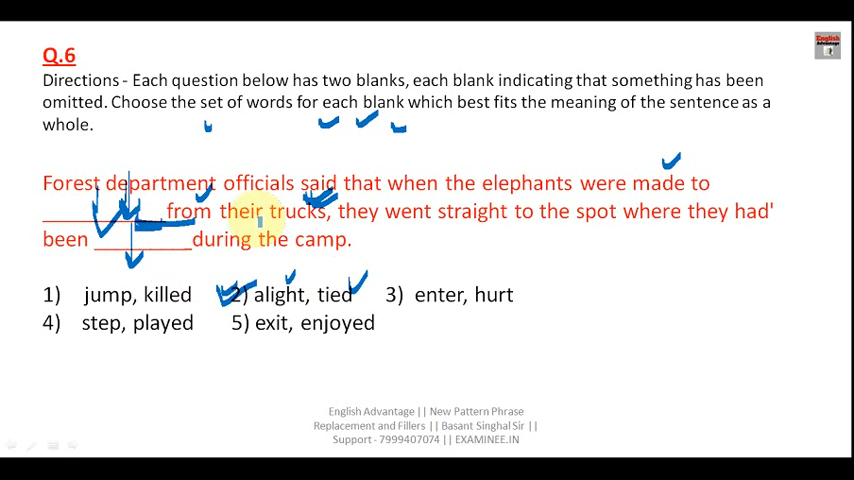 Q.6
English
Advantage
Directions - Each question below has two blanks, each blank indicating that something has been
omitted. Choose the set of words for each blank which best fits the meaning of the sentence as a
whole.
Forest department officials said that when the elephants were made to
____________ from their trucks, they went straight to the spot where they had'
been __________during the camp.
1) jump, killed 2) alight, tied 3) enter, hurt
4) step, played 5) exit, enjoyed
English Advantage || New Pattern Phrase
Replacement and Fillers || Basant Singhal Sir ||
Support - 7999407074 || EXAMINEE.IN